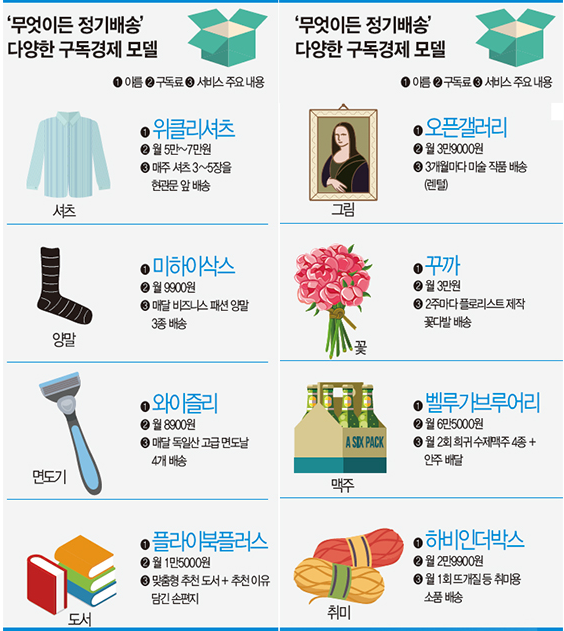 '무엇이든 정기배송'
다양한 구독경제 모델
❶ 이름 ❷ 구독료 ❸ 서비스 주요 내용
❶ 위클리셔츠
❷ 월 5만~7만원
❸ 매주 셔츠 3~5장을
현관문 앞 배송
셔츠
❶ 미하이삭스
❷ 월 9900원
❸ 매달 비즈니스 패션 양말
3종 배송
양말
❶ 와이즐리
❷ 월 8900원
❸ 매달 독일산 고급 면도날
4개 배송
면도기
❶ 플라이북플러스
❷ 월 1만5000원
❸ 맞춤형 추천 도서 + 추천 이유
담긴 손편지
도서
'무엇이든 정기배송'
다양한 구독경제 모델
❶ 이름 ❷ 구독료 ❸ 서비스 주요 내용
❶ 오픈갤러리
❷ 월 3만9000원
❸ 3개월마다 미술 작품 배송
(렌털)
그림
❶ 꾸까
❷ 월 3만원
❸ 2주마다 플로리스트 제작
꽃다발 배송
꽃
❶ 벨루가브루어리
❷ 월 6만5000원
❸ 월 2회 희귀 수제맥주 4종 +
안주 배달
A SIX PACK
맥주
❶ 하비인더박스
❷ 월 2만9900원
❸ 월 1회 뜨개질 등 취미용
소품 배송
취미